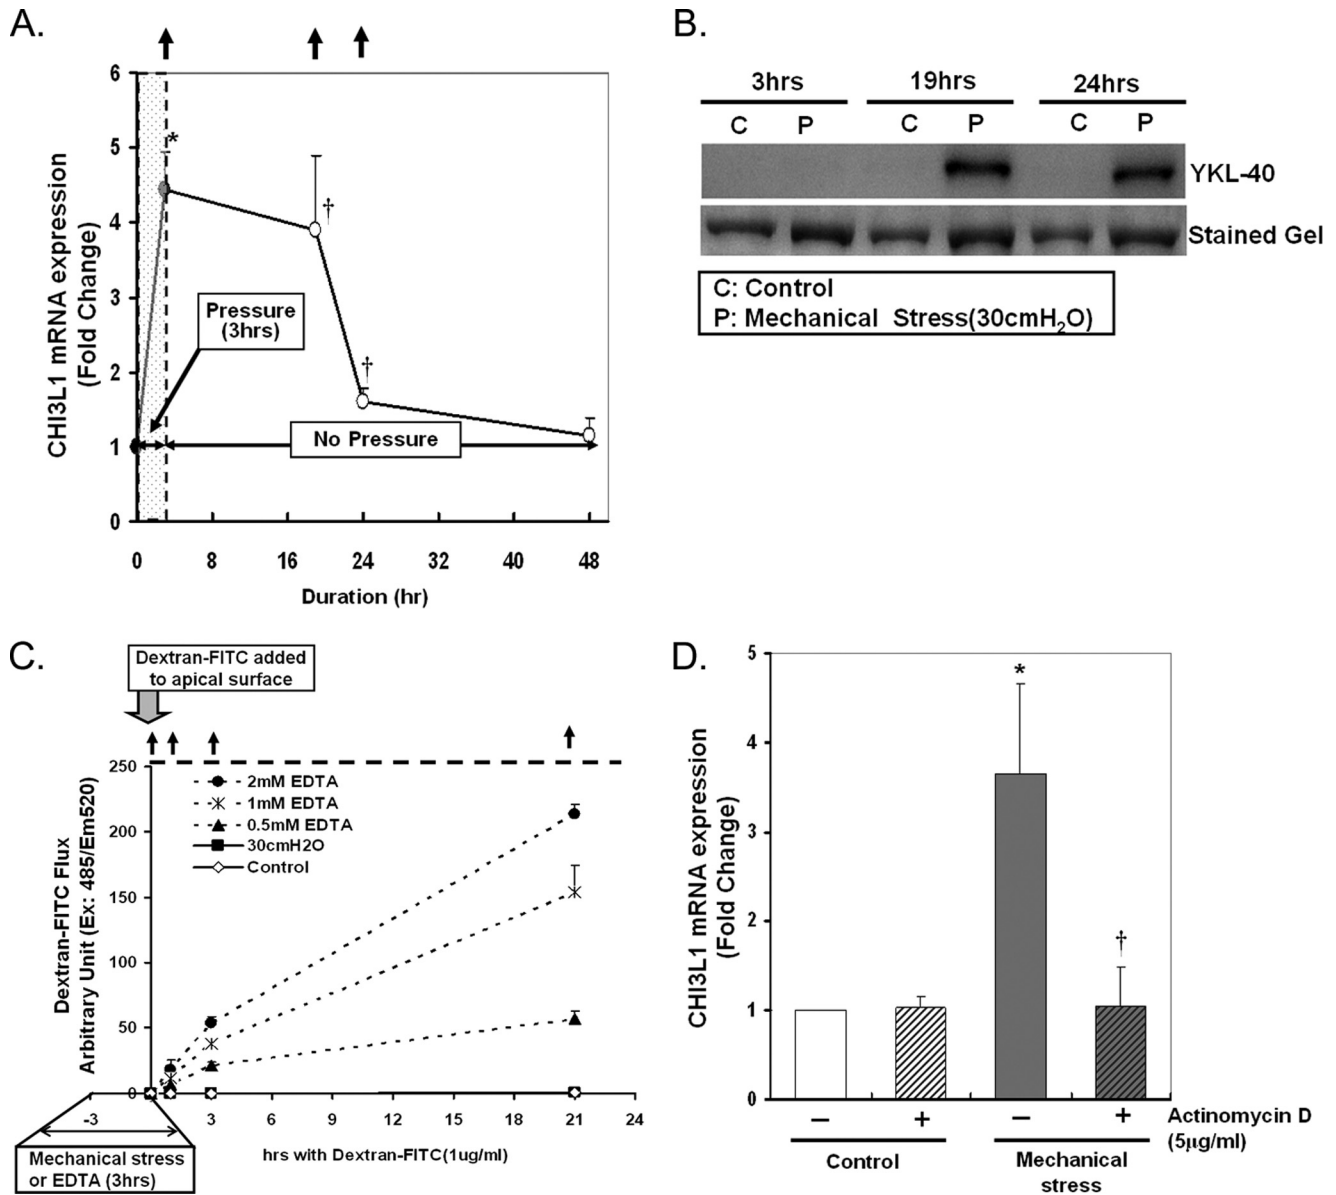 A.
6
5
4
3
2
1
0
*
†
†
Pressure
(3hrs)
No Pressure
CHI3L1 mRNA expression
(Fold Change)
0 8 16 24 32 40 48
Duration (hr)
B.
3hrs 19hrs 24hrs
C P C P C P
YKL-40
Stained Gel
C: Control
P: Mechanical Stress(30cmH2O)
C.
Dextran-FITC added
to apical surface
250
200
150
100
50
0
2mM EDTA
1mM EDTA
0.5mM EDTA
30cmH2O
Control
Dextran-FITC Flux
Arbitrary Unit (Ex: 485/Em520)
-3 3 6 9 12 15 18 21 24
hrs with Dextran-FITC(1ug/ml)
Mechanical stress
or EDTA (3hrs)
D.
5
4
3
2
1
0
*
†
CHI3L1 mRNA expression
(Fold Change)
– + – + Actinomycin D
(5μg/ml)
Control
Mechanical
stress